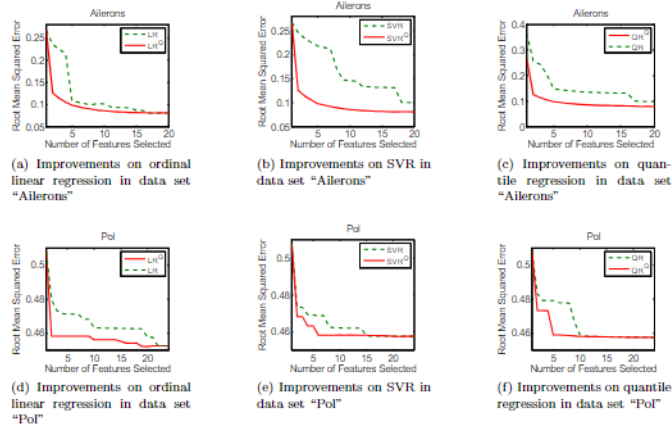 Ailerons
Root Mean Squared Error
0.25
0.2
0.15
0.1
0.05
5 10 15 20
Number of Features Selected
LR
LR^Q
(a) Improvements on ordinal
linear regression in data set
“Ailerons”
Ailerons
Root Mean Squared Error
0.25
0.2
0.15
0.1
0.05
5 10 15 20
Number of Features Selected
SVR
SVR^Q
(b) Improvements on SVR in
data set “Ailerons”
Ailerons
Root Mean Squared Error
0.4
0.3
0.2
0.1
0
5 10 15 20
Number of Features Selected
QR^Q
QR
(c) Improvements on quan-
tile regression in data set
“Ailerons”
Pol
Root Mean Squared Error
0.5
0.48
0.46
5 10 15 20
Number of Features Selected
LR^Q
LR
(d) Improvements on ordinal
linear regression in data set
“Pol”
Pol
Root Mean Squared Error
0.5
0.48
0.46
5 10 15 20
Number of Features Selected
SVR
SVR^Q
(e) Improvements on SVR in
data set “Pol”
Pol
Root Mean Squared Error
0.5
0.48
0.46
5 10 15 20
Number of Features Selected
QR
QR^Q
(f) Improvements on quantile
regression in data set “Pol”